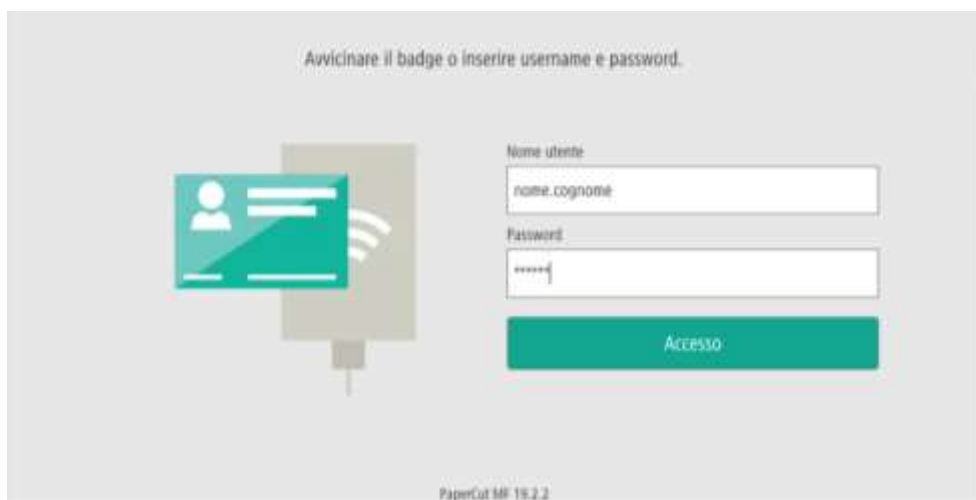 Avvicinare il badge o inserire username e password.
Nome utente
nome.cognome
Password
******
Accesso
PaperCut MF 19.2.2